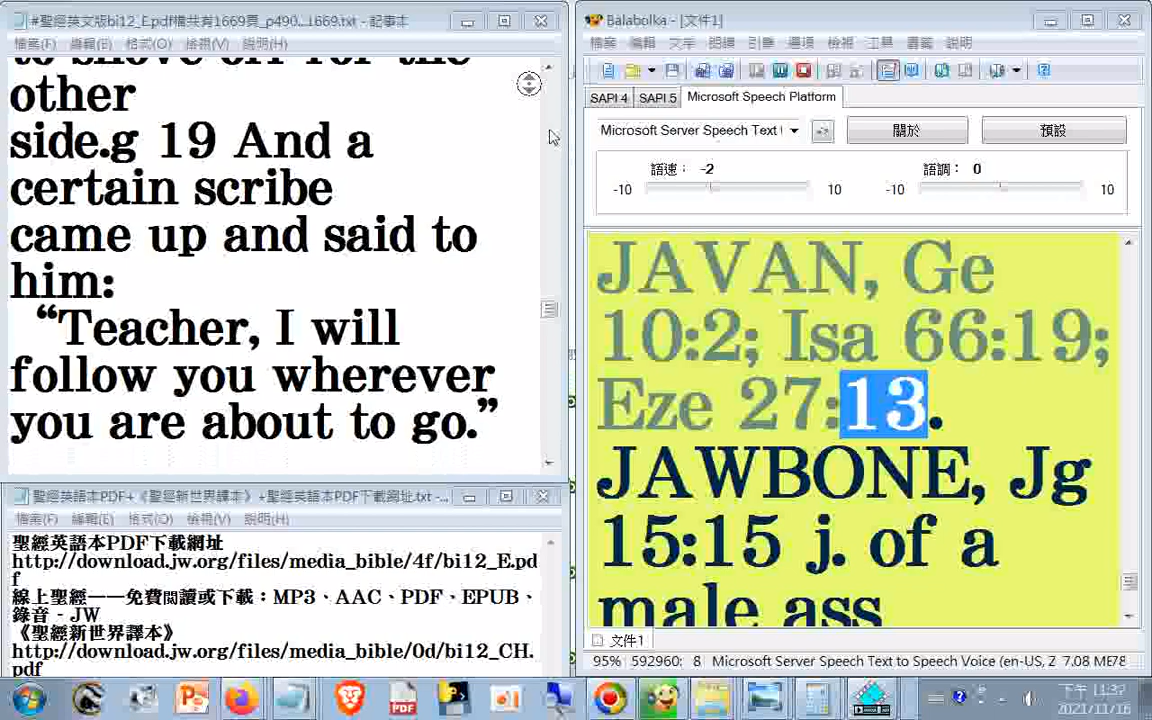 #聖經英文版bi12_E.pdf檔共有1669頁_p490...1669.txt - 記事本
檔案(F) 編輯(E) 格式(O) 檢視(V) 說明(H)
to shove off for the
other
side.g 19 And a
certain scribe
came up and said to
him:
“Teacher, I will
follow you wherever
you are about to go.”
聖經英語本PDF+《聖經新世界譯本》+聖經英語本PDF下載網址.txt -...
檔案(F) 編輯(E) 格式(O) 檢視(V) 說明(H)
聖經英語本PDF下載網址
http://download.jw.org/files/media_bible/4f/bi12_E.pd
f
線上聖經——免費閱讀或下載：MP3、AAC、PDF、EPUB、
錄音 - JW
《聖經新世界譯本》
http://download.jw.org/files/media_bible/0d/bi12_CH.
pdf
Balabolka - [文件1]
檔案 編輯 文字 朗讀 引擎 選項 檢視 工具 書籤 說明
SAPI 4 SAPI 5 Microsoft Speech Platform
Microsoft Server Speech Text 關於 預設
語速： -2 語調： 0
-10 10 -10 10
JAVAN, Ge
10:2; Isa 66:19;
Eze 27:13.
JAWBONE, Jg
15:15 j. of a
male ass
文件1
95% 592960: 8 Microsoft Server Speech Text to Speech Voice (en-US, Z 7.08 ME
PDF
下午 11:37
2021/11/16